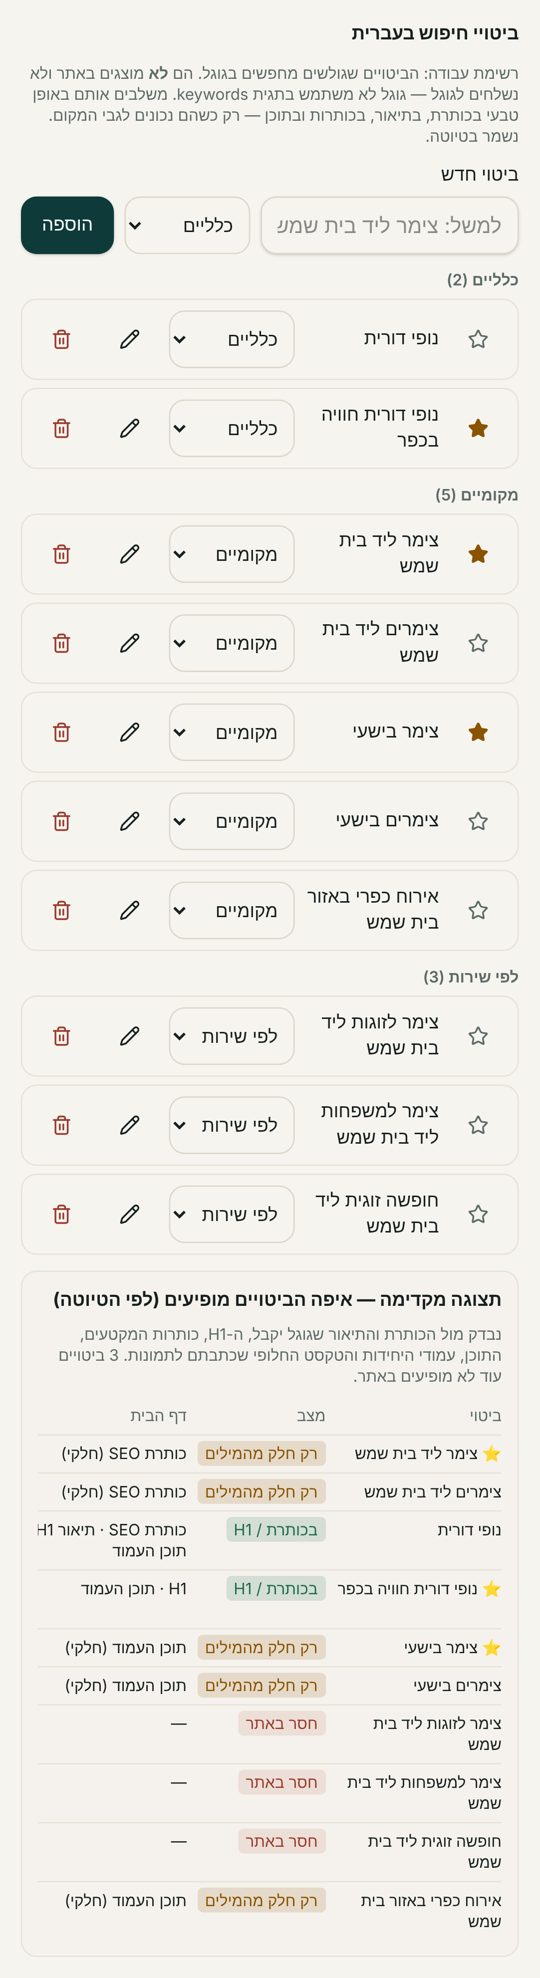 ביטויי חיפוש בעברית
רשימת עבודה: הביטויים שגולשים מחפשים בגוגל. הם לא מוצגים באתר ולא
נשלחים לגוגל — גוגל לא משתמש בתגית keywords. משלבים אותם באופן
טבעי בכותרת, בתיאור, בכותרות ובתוכן — רק כשהם נכונים לגבי המקום.
נשמר בטיוטה.
ביטוי חדש
למשל: צימר ליד בית שמש כלליים הוספה
כלליים (2)
נופי דורית כלליים
נופי דורית חוויה
בכפר
כלליים
מקומיים (5)
צימר ליד בית
שמש
מקומיים
צימרים ליד בית
שמש
מקומיים
צימר בישעי מקומיים
צימרים בישעי מקומיים
אירוח כפרי באזור
בית שמש
מקומיים
לפי שירות (3)
צימר לזוגות ליד
בית שמש
לפי שירות
צימר למשפחות
ליד בית שמש
לפי שירות
חופשה זוגית ליד
בית שמש
לפי שירות
תצוגה מקדימה — איפה הביטויים מופיעים (לפי הטיוטה)
נבדק מול הכותרת והתיאור שגוגל יקבל, ה-H1, כותרות המקטעים,
התוכן, עמודי היחידות והטקסט החלופי שכתבתם לתמונות. 3 ביטויים
עוד לא מופיעים באתר.
ביטוי מצב דף הבית
⭐ צימר ליד בית שמש רק חלק מהמילים כותרת SEO (חלקי)
צימרים ליד בית שמש רק חלק מהמילים כותרת SEO (חלקי)
נופי דורית בכותרת / H1 כותרת SEO · תיאור H1
תוכן העמוד
⭐ נופי דורית חוויה בכפר בכותרת / H1 H1 · תוכן העמוד
⭐ צימר בישעי רק חלק מהמילים תוכן העמוד (חלקי)
צימרים בישעי רק חלק מהמילים תוכן העמוד (חלקי)
צימר לזוגות ליד בית
שמש
חסר באתר —
צימר למשפחות ליד בית
שמש
חסר באתר —
חופשה זוגית ליד בית
שמש
חסר באתר —
אירוח כפרי באזור בית
שמש
רק חלק מהמילים תוכן העמוד (חלקי)